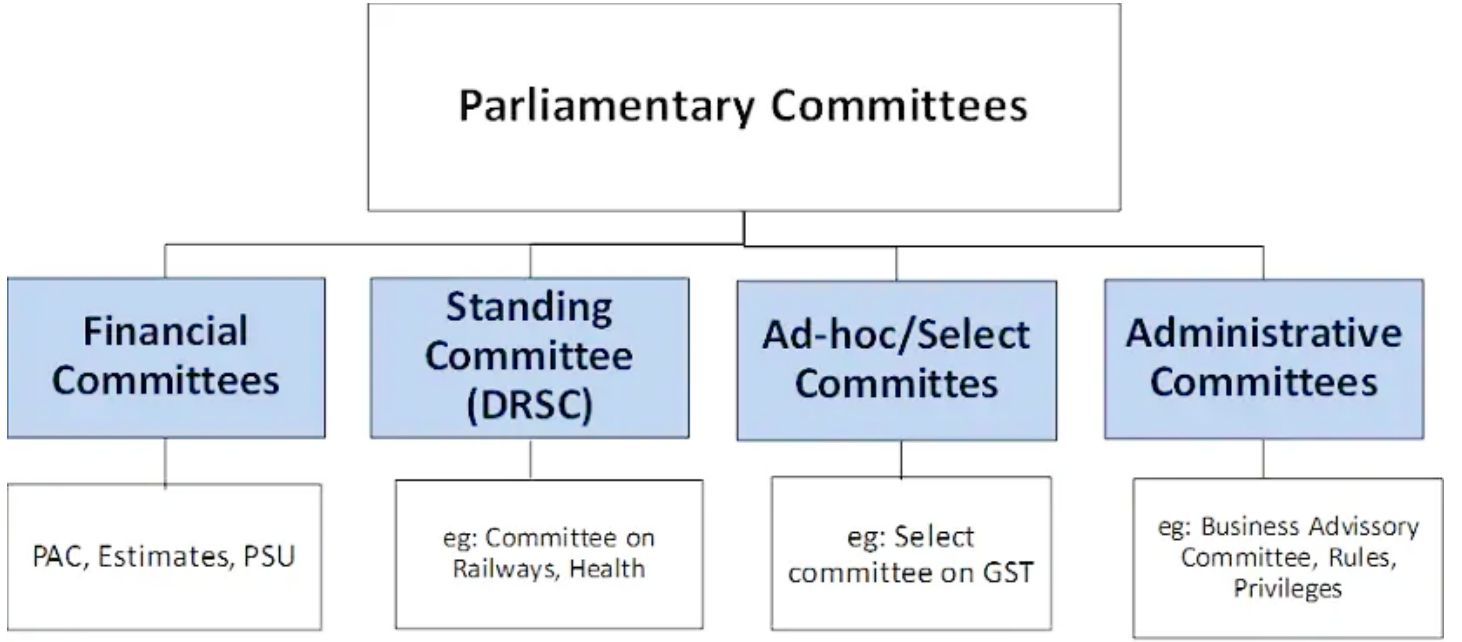 Parliamentary Committees
Financial
Committees
Standing
Committee
(DRSC)
Ad-hoc/Select
Committes
Administrative
Committees
PAC, Estimates, PSU
eg: Committee on
Railways, Health
eg: Select
committee on GST
eg: Business Advissory
Committee, Rules,
Privileges